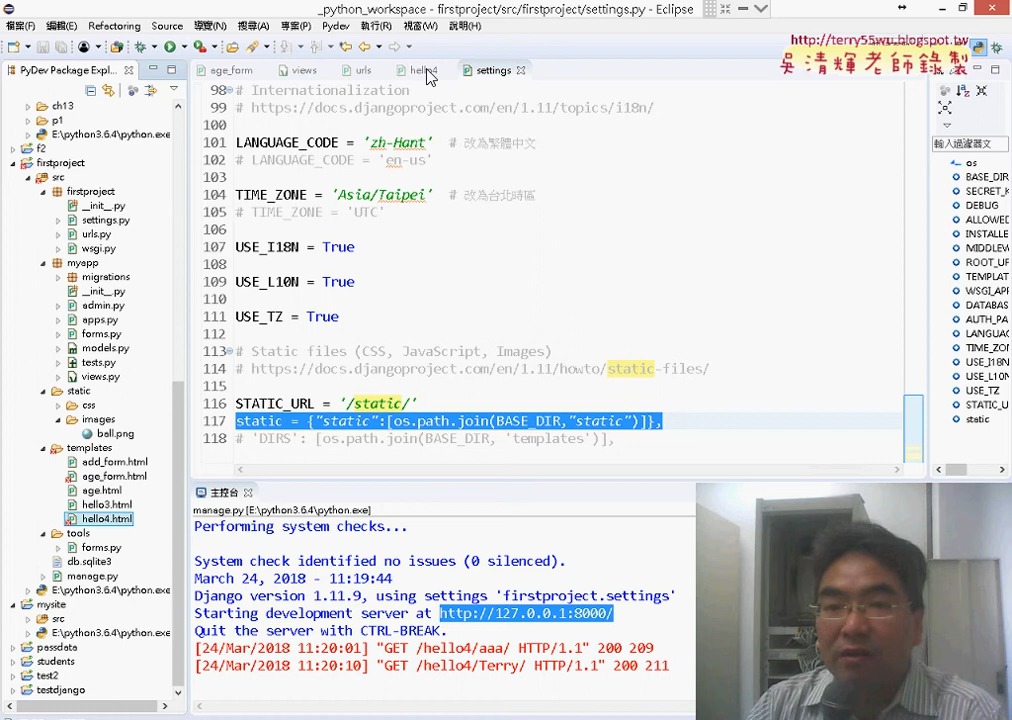 _python_workspace - firstproject/src/firstproject/settings.py - Eclipse
檔案(F) 編輯(E) Refactoring Source 導覽(N) 搜尋(A) 專案(P) Pydev 執行(R) 視窗(W) 說明(H)
http://terry55wu.blogspot.tw
吳清輝老師錄製
PyDev Package Expl...
age_form views urls hello4 settings
ch13
p1
E:\python3.6.4\python.exe
f2
firstproject
src
firstproject
__init__.py
settings.py
urls.py
wsgi.py
myapp
migrations
__init__.py
admin.py
apps.py
forms.py
models.py
tests.py
views.py
static
css
images
ball.png
templates
add_form.html
age_form.html
age.html
hello3.html
hello4.html
tools
forms.py
db.sqlite3
manage.py
E:\python3.6.4\python.exe
mysite
src
E:\python3.6.4\python.exe
passdata
students
test2
testdjango
98 # Internationalization
99 # https://docs.djangoproject.com/en/1.11/topics/i18n/
100
101 LANGUAGE_CODE = 'zh-Hant' # 改為繁體中文
102 # LANGUAGE_CODE = 'en-us'
103
104 TIME_ZONE = 'Asia/Taipei' # 改為台北時區
105 # TIME_ZONE = 'UTC'
106
107 USE_I18N = True
108
109 USE_L10N = True
110
111 USE_TZ = True
112
113 # Static files (CSS, JavaScript, Images)
114 # https://docs.djangoproject.com/en/1.11/howto/static-files/
115
116 STATIC_URL = '/static/'
117 static = {"static":[os.path.join(BASE_DIR,"static")]},
118 # 'DIRS': [os.path.join(BASE_DIR, 'templates')],
輸入過濾器文
os
BASE_DIR
SECRET_K
DEBUG
ALLOWED
INSTALLE
MIDDLEW
ROOT_UR
TEMPLAT
WSGI_APP
DATABAS
AUTH_PA
LANGUAG
TIME_ZON
USE_I18N
USE_L10N
USE_TZ
STATIC_U
static
主控台
manage.py [E:\python3.6.4\python.exe]
Performing system checks...
System check identified no issues (0 silenced).
March 24, 2018 - 11:19:44
Django version 1.11.9, using settings 'firstproject.settings'
Starting development server at http://127.0.0.1:8000/
Quit the server with CTRL-BREAK.
[24/Mar/2018 11:20:01] "GET /hello4/aaa/ HTTP/1.1" 200 209
[24/Mar/2018 11:20:10] "GET /hello4/Terry/ HTTP/1.1" 200 211